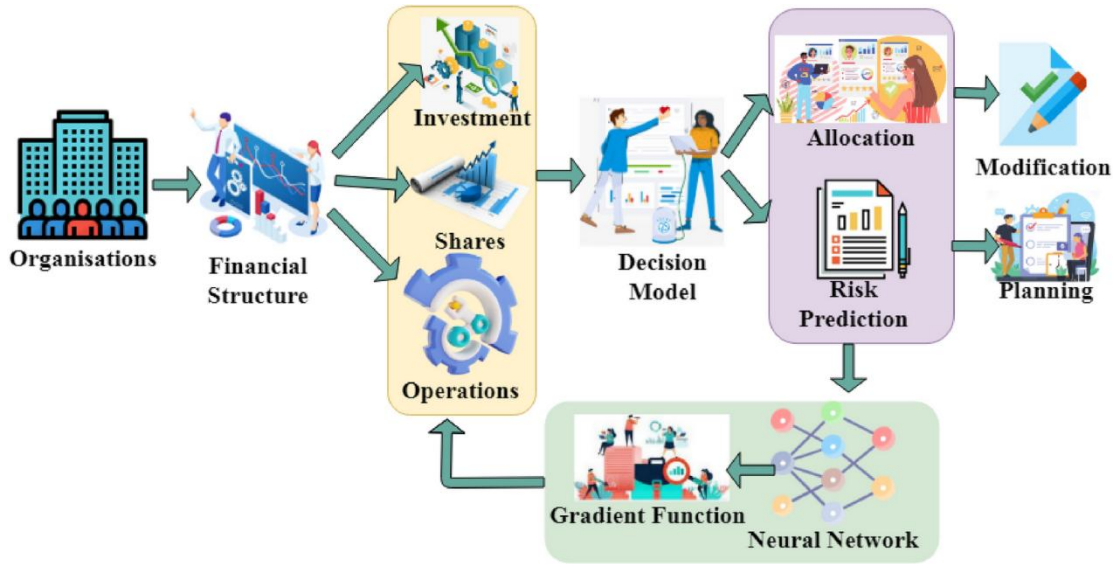 Organisations
Financial
Structure
Investment
Shares
Operations
Decision
Model
Allocation
Risk
Prediction
Modification
Planning
Gradient Function
Neural Network